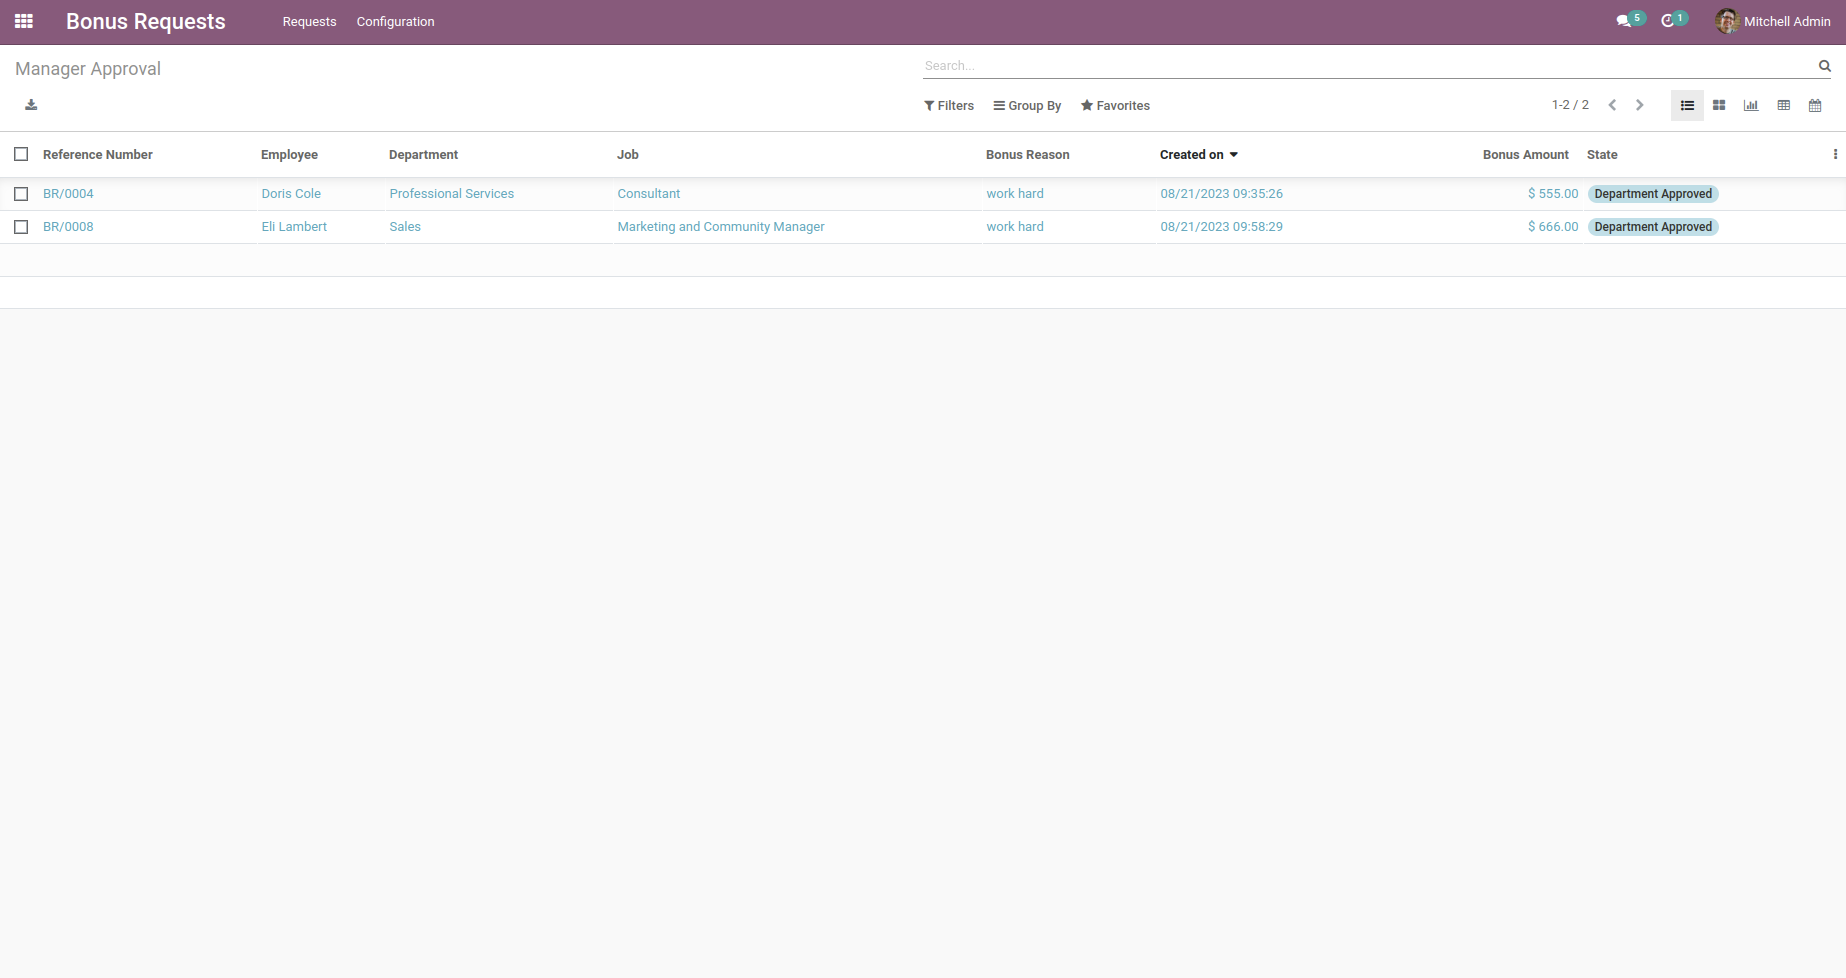 Bonus Requests Requests Configuration 5 1 Mitchell Admin
Manager Approval Search...
Filters Group By Favorites 1-2 / 2
Reference Number Employee Department Job Bonus Reason Created on Bonus Amount State
BR/0004 Doris Cole Professional Services Consultant work hard 08/21/2023 09:35:26 $ 555.00 Department Approved
BR/0008 Eli Lambert Sales Marketing and Community Manager work hard 08/21/2023 09:58:29 $ 666.00 Department Approved